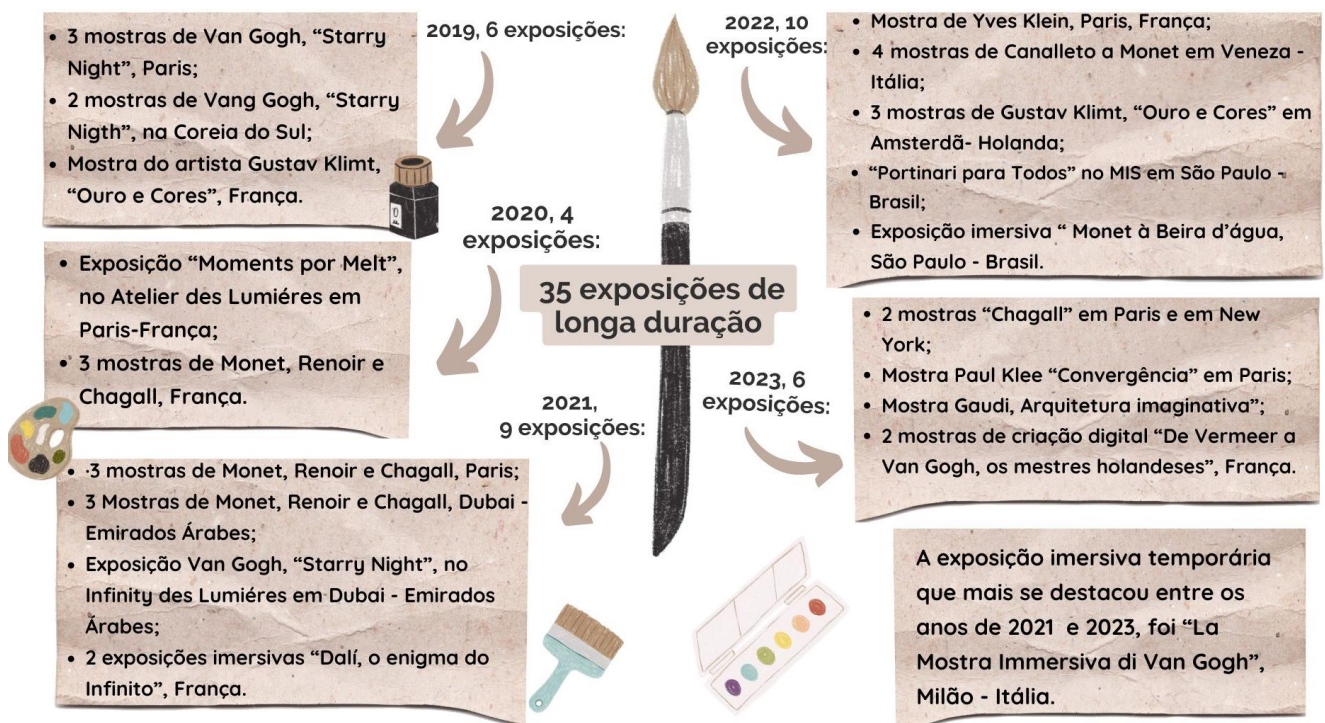 2019, 6 exposições:
• 3 mostras de Van Gogh, “Starry
Night”, Paris;
• 2 mostras de Vang Gogh, “Starry
Nigth”, na Coreia do Sul;
• Mostra do artista Gustav Klimt,
“Ouro e Cores”, França.
2020, 4
exposições:
• Exposição “Moments por Melt”,
no Atelier des Lumiéres em
Paris-França;
• 3 mostras de Monet, Renoir e
Chagall, França.
35 exposições de
longa duração
2021,
9 exposições:
• ·3 mostras de Monet, Renoir e Chagall, Paris;
• 3 Mostras de Monet, Renoir e Chagall, Dubai -
Emirados Árabes;
• Exposição Van Gogh, “Starry Night”, no
Infinity des Lumiéres em Dubai - Emirados
Árabes;
• 2 exposições imersivas “Dalí, o enigma do
Infinito”, França.
2022, 10
exposições:
• Mostra de Yves Klein, Paris, França;
• 4 mostras de Canalleto a Monet em Veneza -
Itália;
• 3 mostras de Gustav Klimt, “Ouro e Cores” em
Amsterdã- Holanda;
• “Portinari para Todos” no MIS em São Paulo -
Brasil;
• Exposição imersiva “ Monet à Beira d’água,
São Paulo - Brasil.
2023, 6
exposições:
• 2 mostras “Chagall” em Paris e em New
York;
• Mostra Paul Klee “Convergência” em Paris;
• Mostra Gaudi, Arquitetura imaginativa”;
• 2 mostras de criação digital “De Vermeer a
Van Gogh, os mestres holandeses”, França.
A exposição imersiva temporária
que mais se destacou entre os
anos de 2021 e 2023, foi “La
Mostra Immersiva di Van Gogh”,
Milão - Itália.